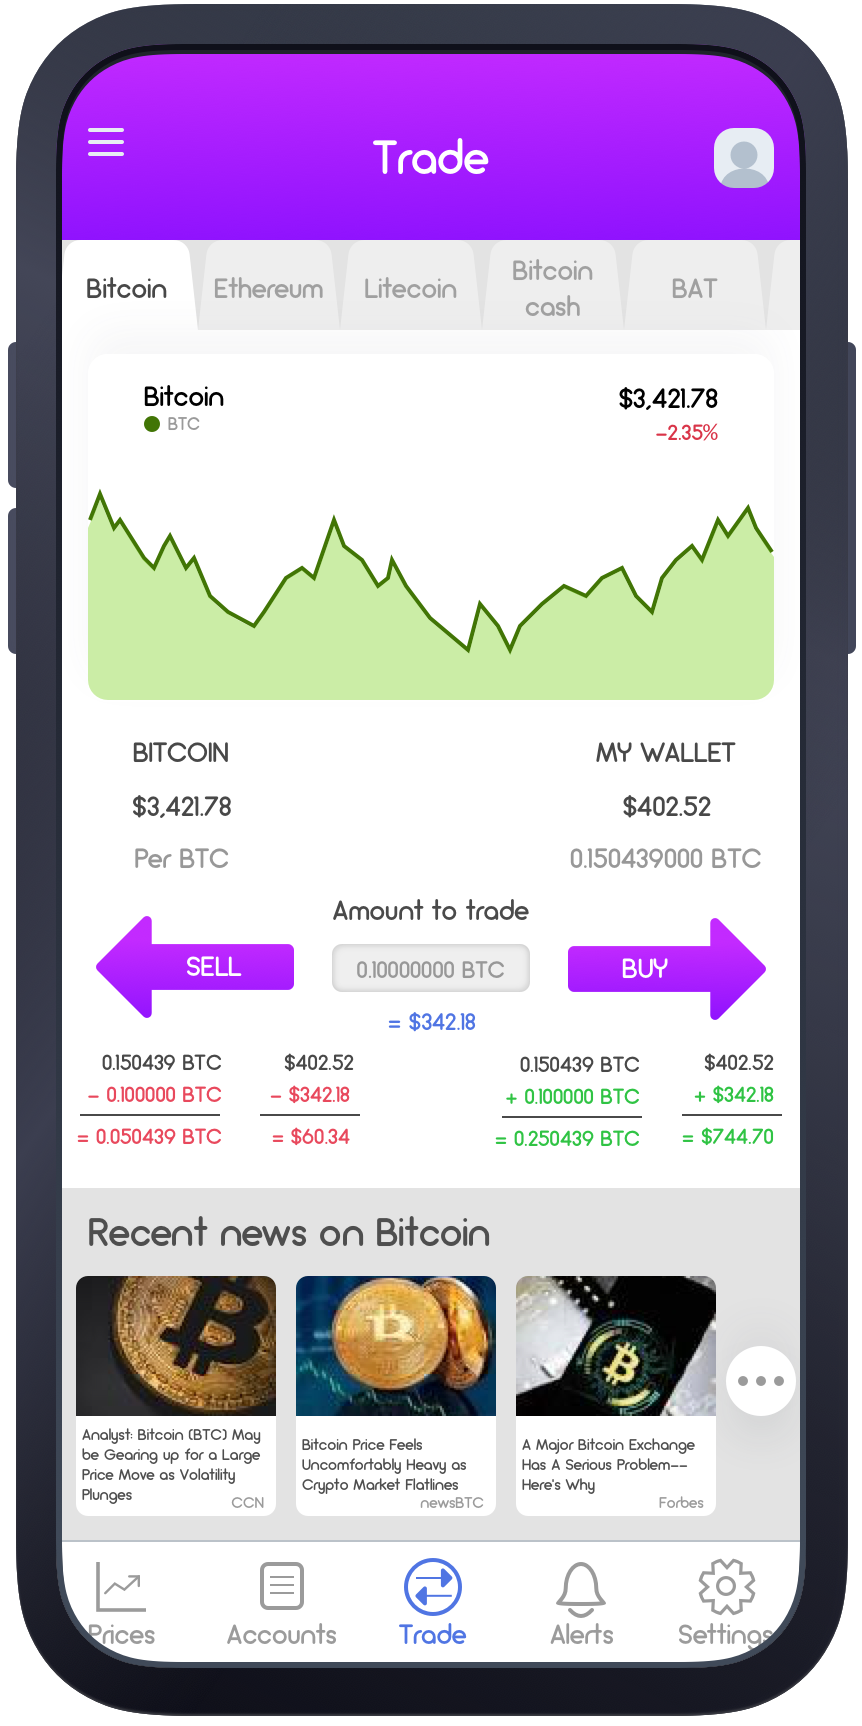 Trade
Bitcoin
Ethereum
Litecoin
Bitcoin
cash
BAT
Bitcoin
BTC
$3,421.78
-2.35%
BITCOIN
$3,421.78
Per BTC
MY WALLET
$402.52
0.150439000 BTC
Amount to trade
SELL
0.10000000 BTC
BUY
= $342.18
0.150439 BTC
- 0.100000 BTC
= 0.050439 BTC
$402.52
- $342.18
= $60.34
0.150439 BTC
+ 0.100000 BTC
= 0.250439 BTC
$402.52
+ $342.18
= $744.70
Recent news on Bitcoin
Analyst: Bitcoin (BTC) May
be Gearing up for a Large
Price Move as Volatility
Plunges
CCN
Bitcoin Price Feels
Uncomfortably Heavy as
Crypto Market Flatlines
newsBTC
A Major Bitcoin Exchange
Has A Serious Problem--
Here's Why
Forbes
Prices
Accounts
Trade
Alerts
Settings